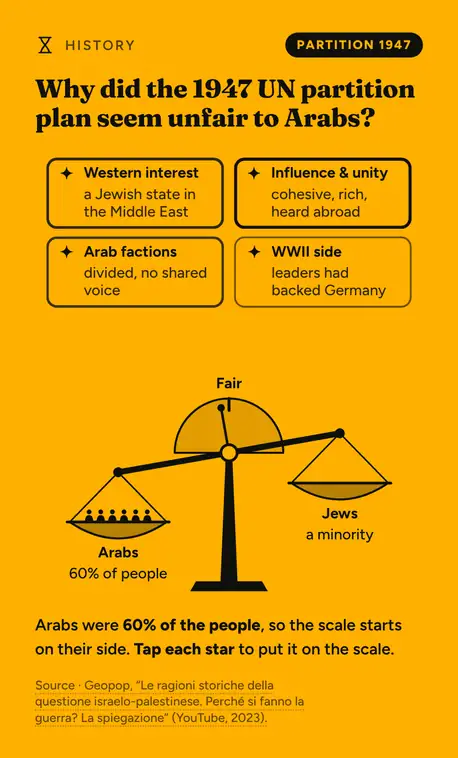 HISTORY
PARTITION 1947
Why did the 1947 UN partition
plan seem unfair to Arabs?
Western interest
a Jewish state in
the Middle East
Influence & unity
cohesive, rich,
heard abroad
Arab factions
divided, no shared
voice
WWII side
leaders had
backed Germany
Fair
Jews
a minority
Arabs
60% of people
Arabs were 60% of the people, so the scale starts
on their side. Tap each star to put it on the scale.
Source · Geopop, “Le ragioni storiche della
questione israelo-palestinese. Perché si fanno la
guerra? La spiegazione” (YouTube, 2023).